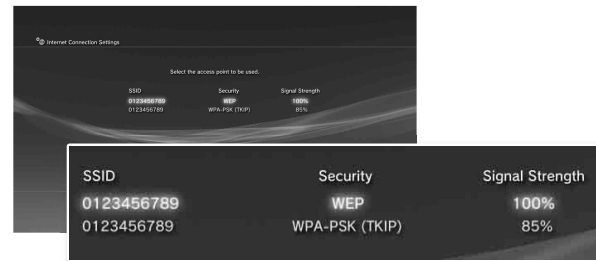 Internet Connection Settings
Select the access point to be used.
SSID Security Signal Strength
0123456789 WEP 100%
0123456789 WPA-PSK (TKIP) 85%
SSID Security Signal Strength
0123456789 WEP 100%
0123456789 WPA-PSK (TKIP) 85%